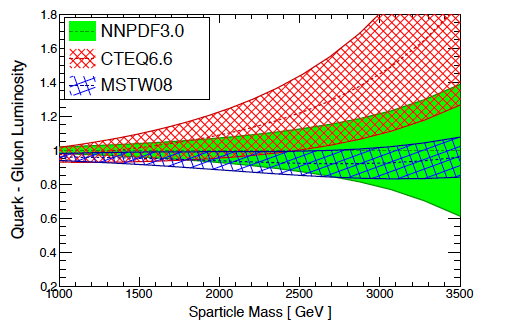 NNPDF3.0
CTEQ6.6
MSTW08
Quark - Gluon Luminosity
1.8
1.6
1.4
1.2
1
0.8
0.6
0.4
0.2
1000 1500 2000 2500 3000 3500
Sparticle Mass [ GeV ]